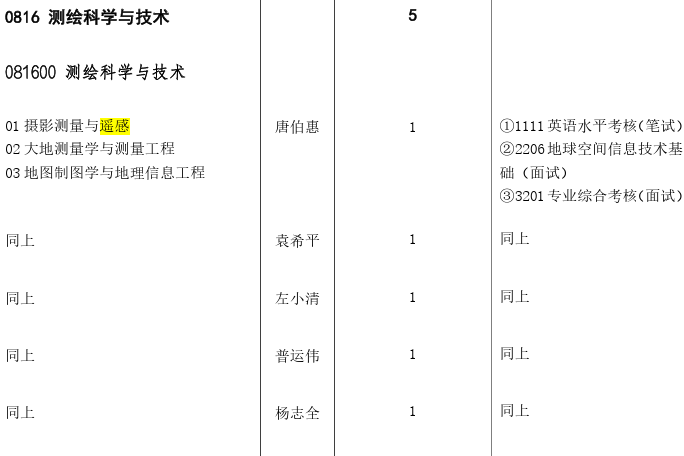 0816 测绘科学与技术 5
081600 测绘科学与技术
01 摄影测量与遥感 唐伯惠 1 ①1111 英语水平考核(笔试)
02 大地测量学与测量工程 ②2206 地球空间信息技术基
03 地图制图学与地理信息工程 础（面试）
③3201 专业综合考核(面试)
同上 袁希平 1 同上
同上 左小清 1 同上
同上 普运伟 1 同上
同上 杨志全 1 同上